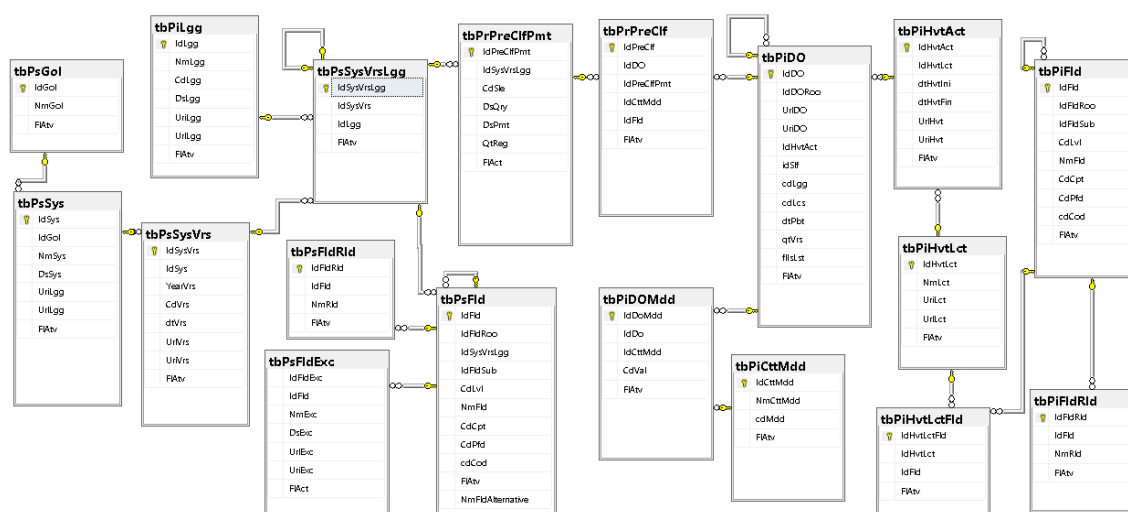 tbPsGol
IdGol
NmGol
FlAtv
tbPiLgg
IdLgg
NmLgg
CdLgg
DsLgg
UriLgg
UrlLgg
FlAtv
tbPsSysVrsLgg
IdSysVrsLgg
IdSysVrs
IdLgg
FlAtv
tbPrPreClfPmt
IdPreClfPmt
IdSysVrsLgg
CdSle
DsQry
DsPmt
QtReg
FlAct
tbPrPreClf
IdPreClf
IdDO
IdPreClfPmt
IdCttMdd
IdFld
FlAtv
tbPiDO
IdDO
IdDORoo
UrlDO
UriDO
IdHvtAct
idSlf
cdLgg
cdLcs
dtPbt
qtVrs
flIsLst
FlAtv
tbPiHvtAct
IdHvtAct
IdHvtLct
dtHvtIni
dtHvtFin
UrlHvt
UriHvt
FlAtv
tbPiFld
IdFld
IdFldRoo
IdFldSub
CdLvl
NmFld
CdCpt
CdPfd
cdCod
FlAtv
tbPsSys
IdSys
IdGol
NmSys
DsSys
UriLgg
UrlLgg
FlAtv
tbPsSysVrs
IdSysVrs
IdSys
YearVrs
CdVrs
dtVrs
UrlVrs
UriVrs
FlAtv
tbPsFldRld
IdFldRld
IdFld
NmRld
FlAtv
tbPsFldExc
IdFldExc
IdFld
NmExc
DsExc
UrlExc
UriExc
FlAct
tbPsFld
IdFld
IdFldRoo
IdSysVrsLgg
IdFldSub
CdLvl
NmFld
CdCpt
CdPfd
cdCod
FlAtv
NmFldAlternative
tbPiDOMdd
IdDoMdd
IdDo
IdCttMdd
CdVal
FlAtv
tbPiCttMdd
IdCttMdd
NmCttMdd
cdMdd
FlAtv
tbPiHvtLct
IdHvtLct
NmLct
UriLct
UrlLct
FlAtv
tbPiHvtLctFld
IdHvtLctFld
IdHvtLct
IdFld
FlAtv
tbPiFldRld
IdFldRld
IdFld
NmRld
FlAtv